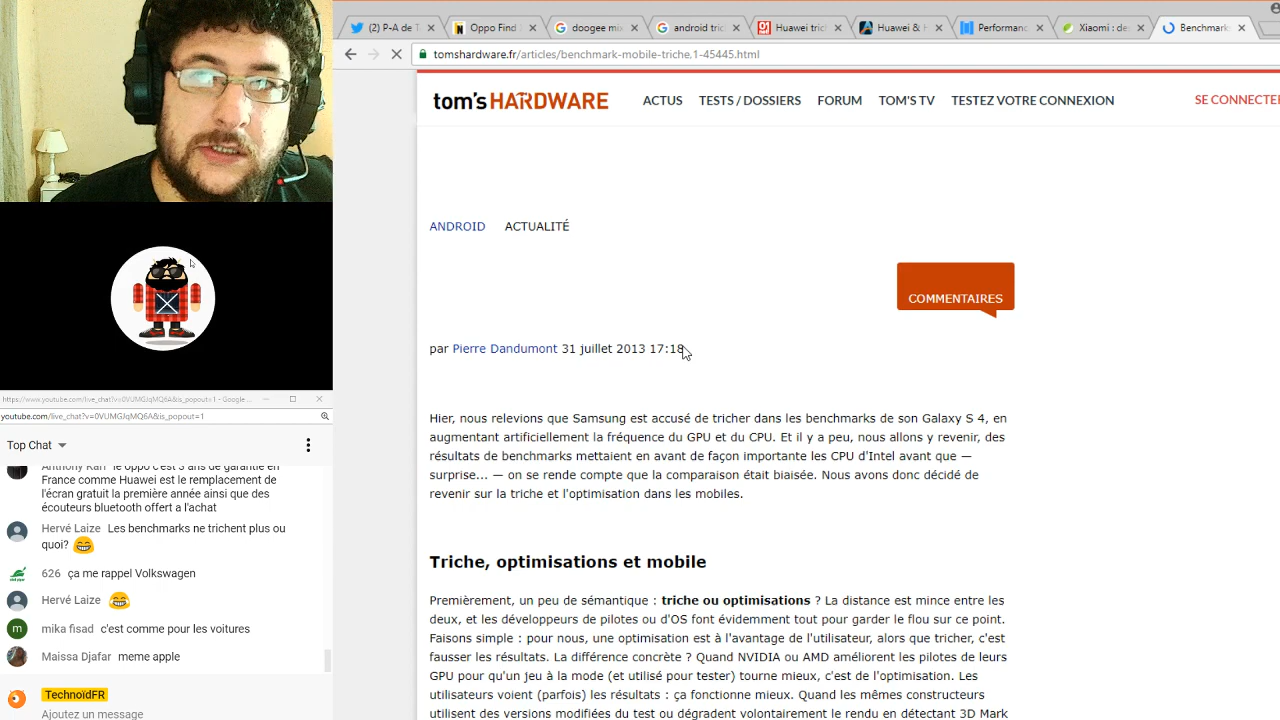 (2) P-A de T
Oppo Find
doogee mix
android tric
Huawei tric
Huawei & H
Performanc
Xiaomi : de
Benchmark
tomshardware.fr/articles/benchmark-mobile-triche.1-45445.html
tom's HARDWARE
ACTUS
TESTS / DOSSIERS
FORUM
TOM'S TV
TESTEZ VOTRE CONNEXION
SE CONNECTER
ANDROID
ACTUALITÉ
COMMENTAIRES
par Pierre Dandumont 31 juillet 2013 17:18
Hier, nous relevions que Samsung est accusé de tricher dans les benchmarks de son Galaxy S 4, en
augmentant artificiellement la fréquence du GPU et du CPU. Et il y a peu, nous allons y revenir, des
résultats de benchmarks mettaient en avant de façon importante les CPU d'Intel avant que —
surprise... — on se rende compte que la comparaison était biaisée. Nous avons donc décidé de
revenir sur la triche et l'optimisation dans les mobiles.
Triche, optimisations et mobile
Premièrement, un peu de sémantique : triche ou optimisations ? La distance est mince entre les
deux, et les développeurs de pilotes ou d'OS font évidemment tout pour garder le flou sur ce point.
Faisons simple : pour nous, une optimisation est à l'avantage de l'utilisateur, alors que tricher, c'est
fausser les résultats. La différence concrète ? Quand NVIDIA ou AMD améliorent les pilotes de leurs
GPU pour qu'un jeu à la mode (et utilisé pour tester) tourne mieux, c'est de l'optimisation. Les
utilisateurs voient (parfois) les résultats : ça fonctionne mieux. Quand les mêmes constructeurs
utilisent des versions modifiées du test ou dégradent volontairement le rendu en détectant 3D Mark
https://www.youtube.com/live_chat?v=0VUMGJqMQ6A&is_popout=1 - Google ...
youtube.com/live_chat?v=0VUMGJqMQ6A&is_popout=1
Top Chat
Anthony Kari le oppo c'est 3 ans de garantie en
France comme Huawei est le remplacement de
l'écran gratuit la première année ainsi que des
écouteurs bluetooth offert a l'achat
Hervé Laize Les benchmarks ne trichent plus ou
quoi? 😂
626 ça me rappel Volkswagen
Hervé Laize 😂
m
mika fisad c'est comme pour les voitures
Maissa Djafar meme apple
TechnoïdFR
Ajoutez un message